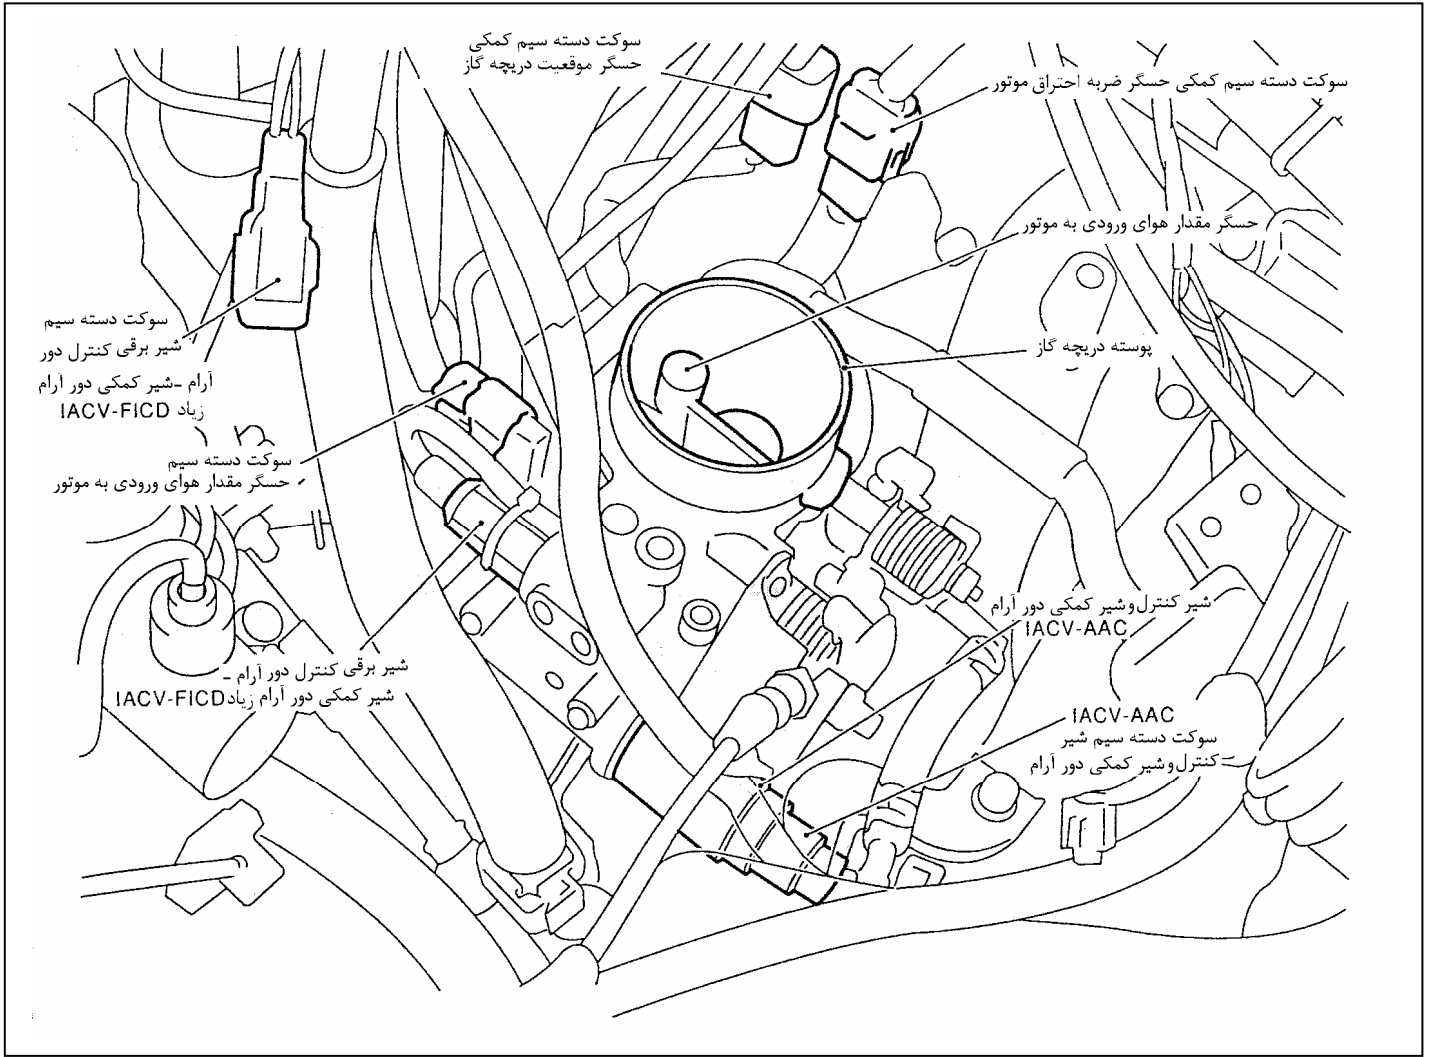 سوکت دسته سیم کمکی
حسگر موقعیت دریچه گاز
سوکت دسته سیم کمکی حسگر ضربه احتراق موتور
حسگر مقدار هوای ورودی به موتور
پوسته دریچه گاز
سوکت دسته سیم
شیر برقی کنترل دور
آرام -شیر کمکی دور آرام
زیاد IACV-FICD
سوکت دسته سیم
حسگر مقدار هوای ورودی به موتور
شیر کنترل و شیر کمکی دور آرام
IACV-AAC
شیر برقی کنترل دور آرام -
شیر کمکی دور آرام زیاد IACV-FICD
IACV-AAC
سوکت دسته سیم شیر
کنترل و شیر کمکی دور آرام